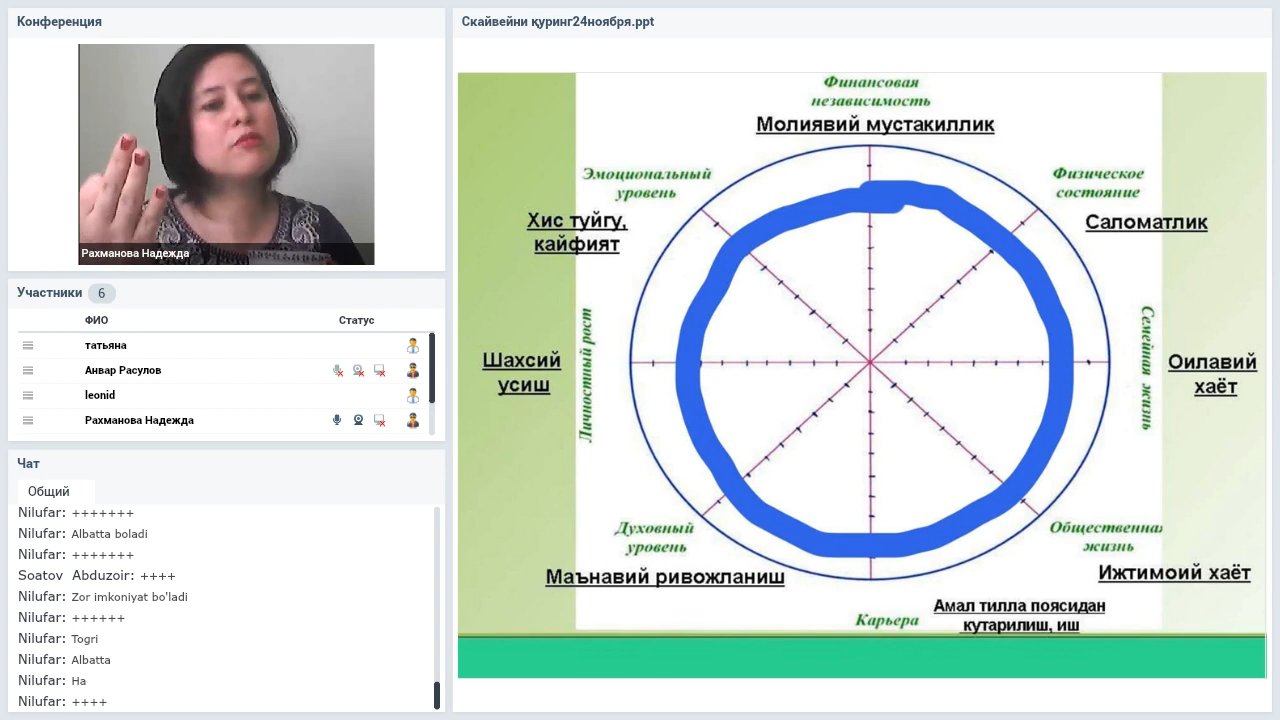 Конференция
Рахманова Надежда
Участники 6
ФИО Статус
татьяна
Анвар Расулов
leonid
Рахманова Надежда
Чат
Общий
Nilufar: +++++++
Nilufar: Albatta boladi
Nilufar: +++++++
Soatov Abduzoir: ++++
Nilufar: Zor imkoniyat bo'ladi
Nilufar: ++++++
Nilufar: Togri
Nilufar: Albatta
Nilufar: Ha
Nilufar: ++++
Скайвейни қуринг24ноября.ppt
Финансовая
независимость
Молиявий мустакиллик
Эмоциональный
уровень
Хис туйгу,
кайфият
Физическое
состояние
Саломатлик
Личностный рост
Шахсий
усиш
Семейная жизнь
Оилавий
хаёт
Духовный
уровень
Маънавий ривожланиш
Общественная
жизнь
Ижтимоий хаёт
Карьера
Амал тилла поясидан
кутарилиш, иш